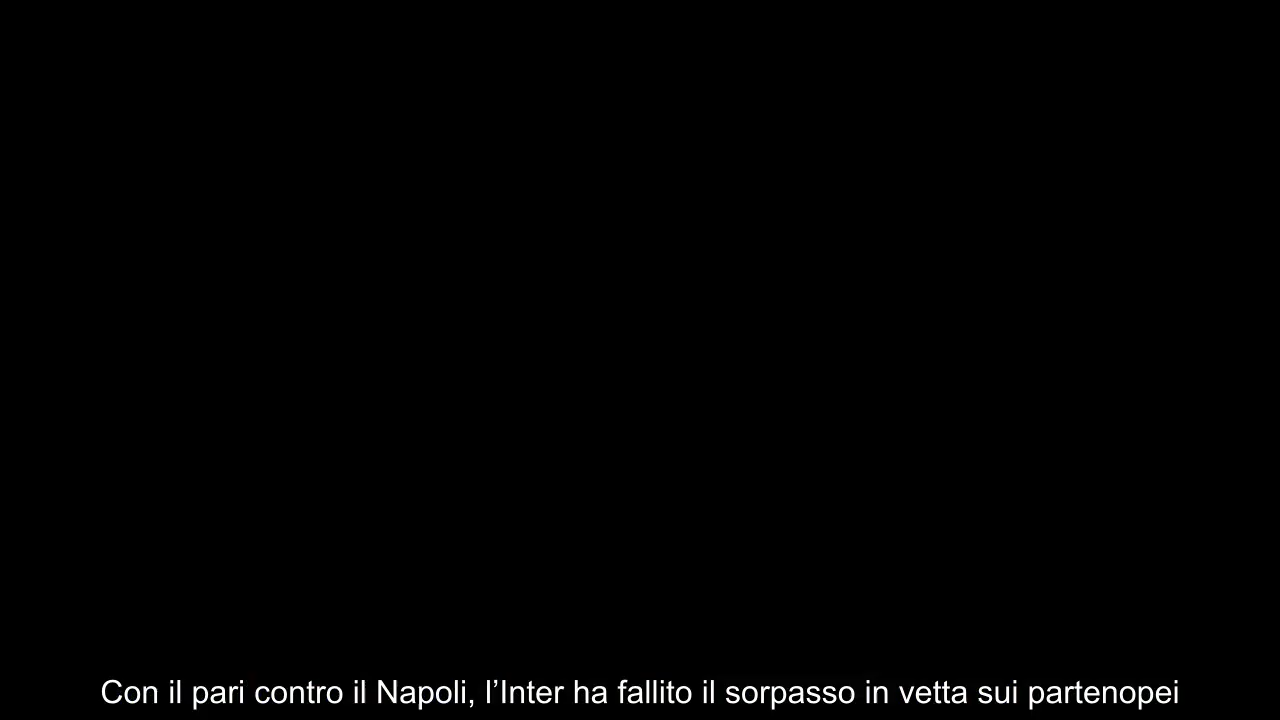 Con il pari contro il Napoli, l’Inter ha fallito il sorpasso in vetta sui partenopei